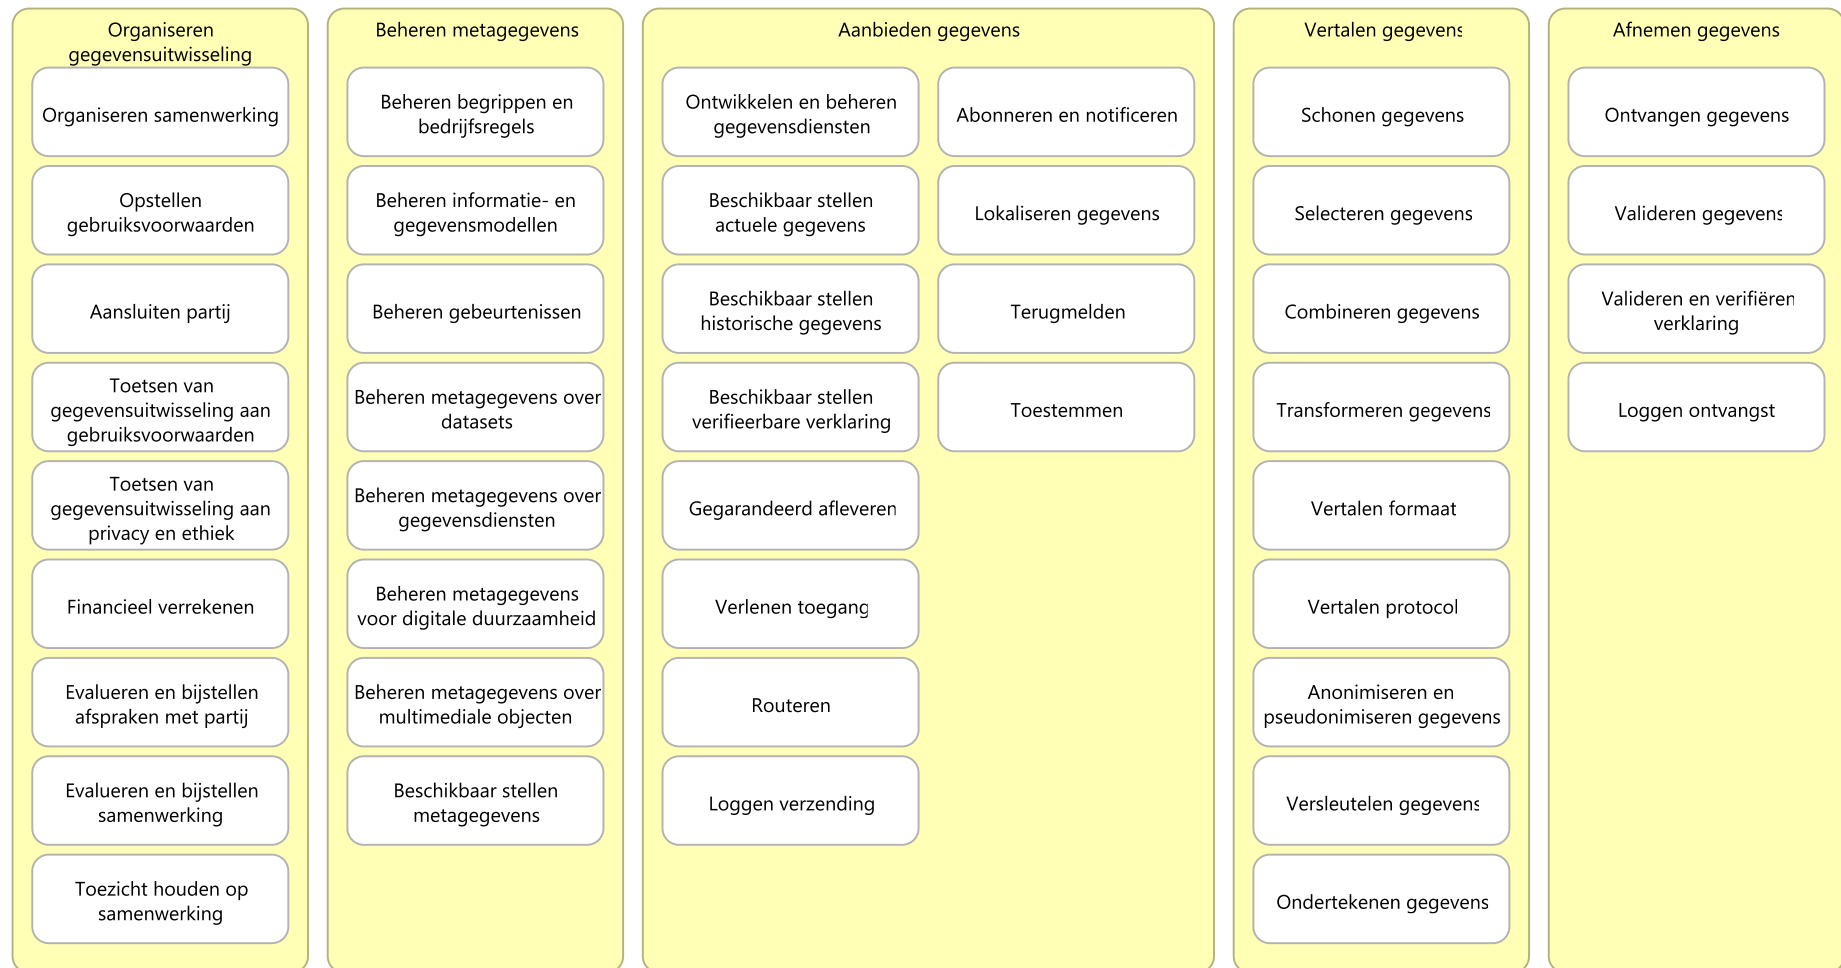 Organiseren
gegevensuitwisseling
Organiseren samenwerking
Opstellen
gebruiksvoorwaarden
Aansluiten partij
Toetsen van
gegevensuitwisseling aan
gebruiksvoorwaarden
Toetsen van
gegevensuitwisseling aan
privacy en ethiek
Financieel verrekenen
Evalueren en bijstellen
afspraken met partij
Evalueren en bijstellen
samenwerking
Toezicht houden op
samenwerking
Beheren metagegevens
Beheren begrippen en
bedrijfsregels
Beheren informatie- en
gegevensmodellen
Beheren gebeurtenissen
Beheren metagegevens over
datasets
Beheren metagegevens over
gegevensdiensten
Beheren metagegevens
voor digitale duurzaamheid
Beheren metagegevens over
multimediale objecten
Beschikbaar stellen
metagegevens
Aanbieden gegevens
Ontwikkelen en beheren
gegevensdiensten
Beschikbaar stellen
actuele gegevens
Beschikbaar stellen
historische gegevens
Beschikbaar stellen
verifieerbare verklaring
Gegarandeerd afleveren
Verlenen toegang
Routeren
Loggen verzending
Abonneren en notificeren
Lokaliseren gegevens
Terugmelden
Toestemmen
Vertalen gegevens
Schonen gegevens
Selecteren gegevens
Combineren gegevens
Transformeren gegevens
Vertalen formaat
Vertalen protocol
Anonimiseren en
pseudonimiseren gegevens
Versleutelen gegevens
Ondertekenen gegevens
Afnemen gegevens
Ontvangen gegevens
Valideren gegevens
Valideren en verifiëren
verklaring
Loggen ontvangst